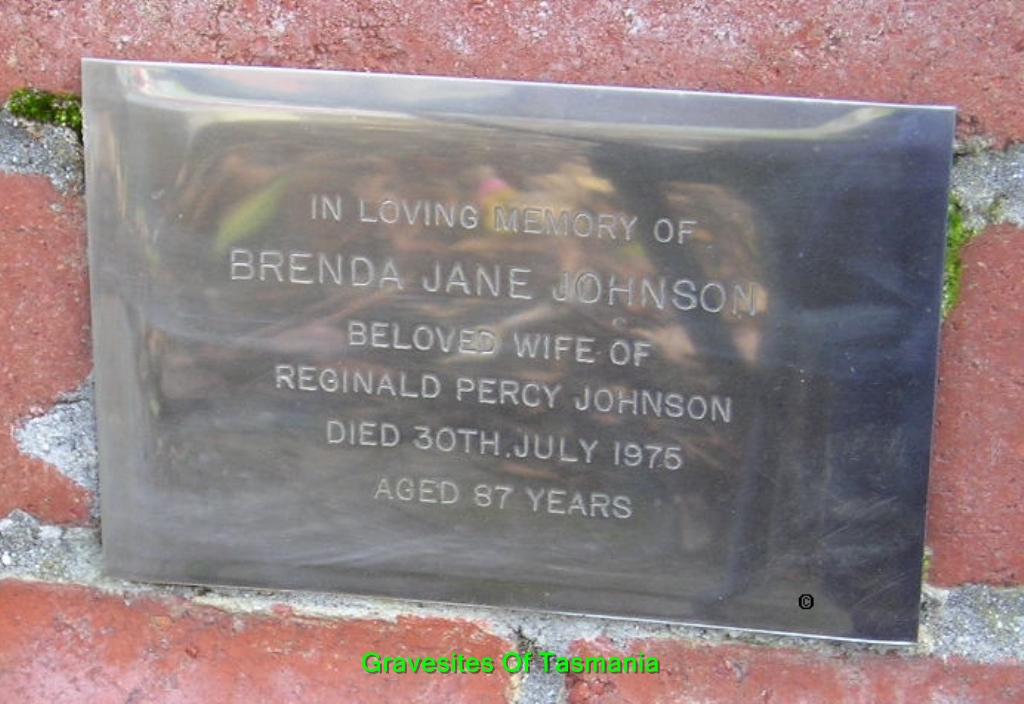 IN LOVING MEMORY OF
BRENDA JANE JOHNSON
BELOVED WIFE OF
REGINALD PERCY JOHNSON
DIED 30TH.JULY 1975
AGED 87 YEARS
©
Gravesites Of Tasmania